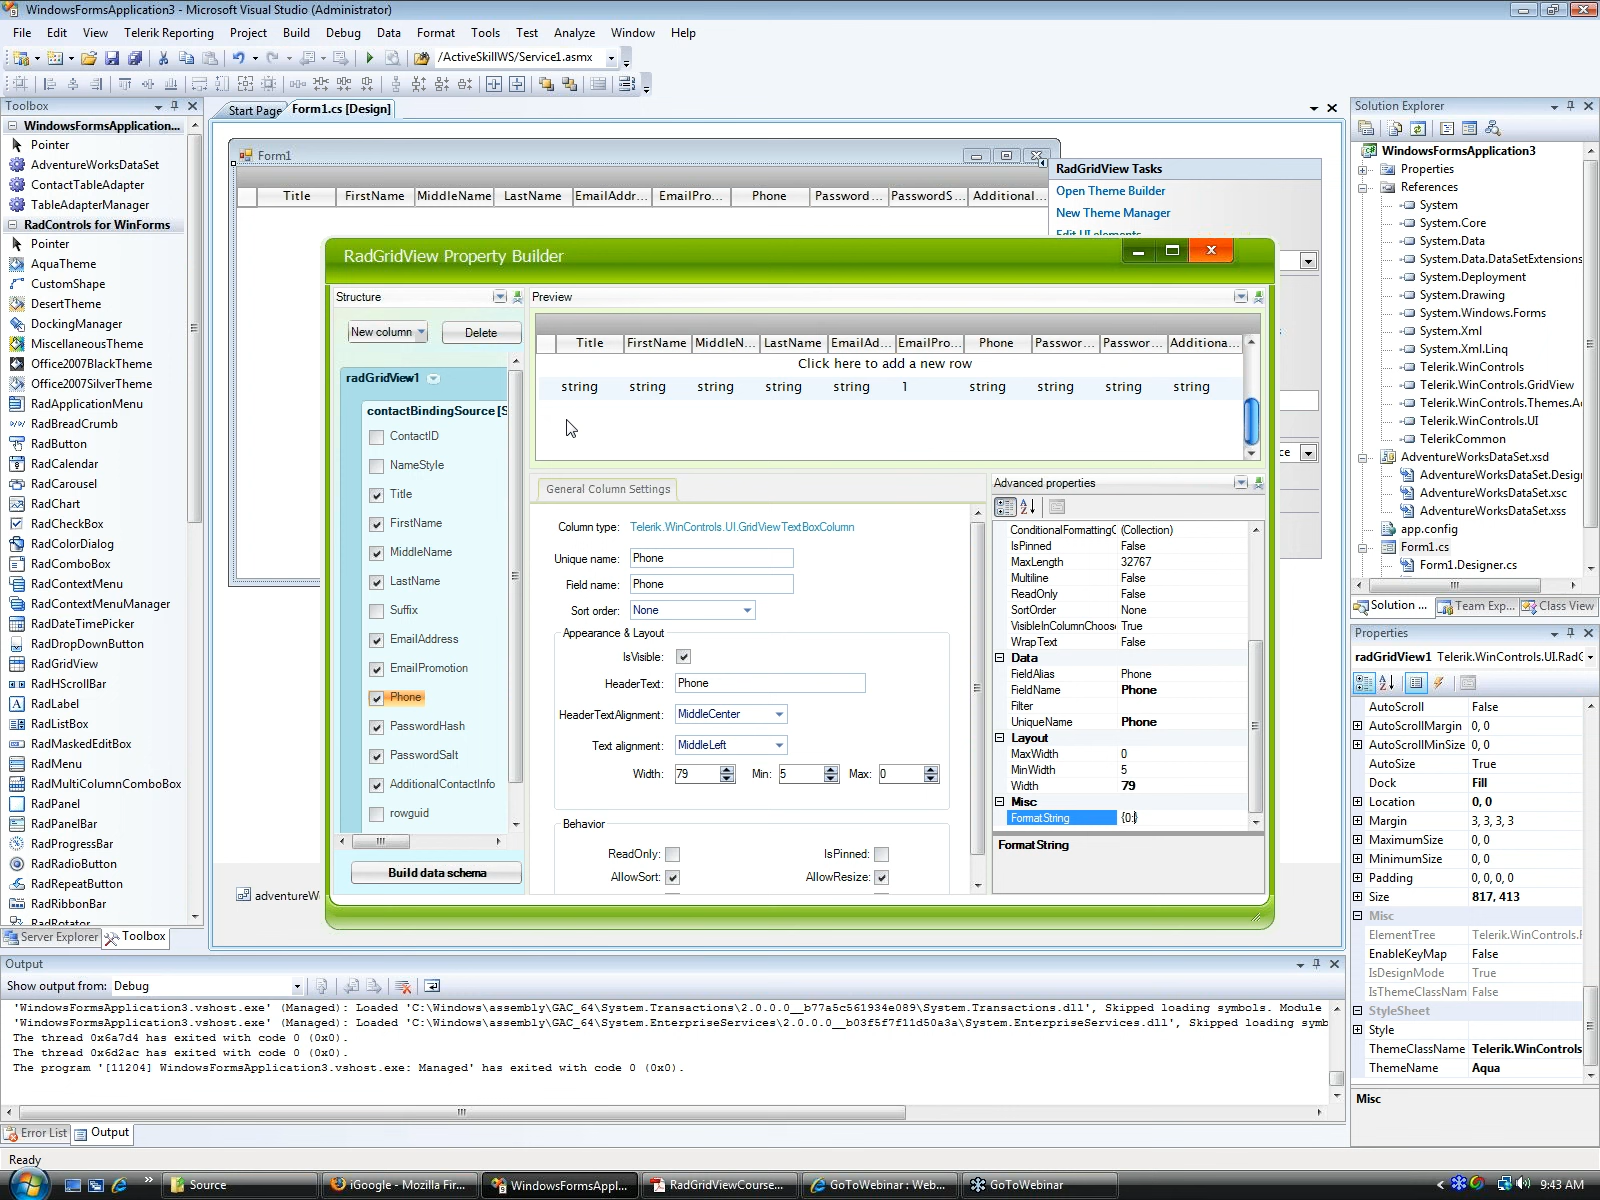 WindowsFormsApplication3 - Microsoft Visual Studio (Administrator)
File Edit View Telerik Reporting Project Build Debug Data Format Tools Test Analyze Window Help
/ActiveSkillWS/Service1.asmx
Toolbox
WindowsFormsApplication...
Pointer
AdventureWorksDataSet
ContactTableAdapter
TableAdapterManager
RadControls for WinForms
Pointer
AquaTheme
CustomShape
DesertTheme
DockingManager
MiscellaneousTheme
Office2007BlackTheme
Office2007SilverTheme
RadApplicationMenu
RadBreadCrumb
RadButton
RadCalendar
RadCarousel
RadChart
RadCheckBox
RadColorDialog
RadComboBox
RadContextMenu
RadContextMenuManager
RadDateTimePicker
RadDropDownButton
RadGridView
RadHScrollBar
RadLabel
RadListBox
RadMaskedEditBox
RadMenu
RadMultiColumnComboBox
RadPanel
RadPanelBar
RadProgressBar
RadRadioButton
RadRepeatButton
RadRibbonBar
RadRotator
Server Explorer Toolbox
Start Page Form1.cs [Design]
Form1
Title FirstName MiddleName LastName EmailAddr... EmailPro... Phone Password... PasswordS... Additional...
RadGridView Tasks
Open Theme Builder
New Theme Manager
Edit UI elements
ce
adventureW
RadGridView Property Builder
Structure
New column Delete
radGridView1
contactBindingSource [S
ContactID
NameStyle
Title
FirstName
MiddleName
LastName
Suffix
EmailAddress
EmailPromotion
Phone
PasswordHash
PasswordSalt
AdditionalContactInfo
rowguid
Build data schema
Preview
Title FirstName MiddleN... LastName EmailAd... EmailPro... Phone Passwor... Passwor... Additiona...
Click here to add a new row
string string string string string 1 string string string string
General Column Settings
Column type: Telerik.WinControls.UI.GridViewTextBoxColumn
Unique name: Phone
Field name: Phone
Sort order: None
Appearance & Layout
IsVisible:
HeaderText: Phone
HeaderTextAlignment: MiddleCenter
Text alignment: MiddleLeft
Width: 79 Min: 5 Max: 0
Behavior
ReadOnly: IsPinned:
AllowSort: AllowResize:
Advanced properties
ConditionalFormattingC (Collection)
IsPinned False
MaxLength 32767
Multiline False
ReadOnly False
SortOrder None
VisibleInColumnChoos True
WrapText False
Data
FieldAlias Phone
FieldName Phone
Filter
UniqueName Phone
Layout
MaxWidth 0
MinWidth 5
Width 79
Misc
FormatString {0:}
FormatString
Solution Explorer
WindowsFormsApplication3
Properties
References
System
System.Core
System.Data
System.Data.DataSetExtensions
System.Deployment
System.Drawing
System.Windows.Forms
System.Xml
System.Xml.Linq
Telerik.WinControls
Telerik.WinControls.GridView
Telerik.WinControls.Themes.A
Telerik.WinControls.UI
TelerikCommon
AdventureWorksDataSet.xsd
AdventureWorksDataSet.Desig
AdventureWorksDataSet.xsc
AdventureWorksDataSet.xss
app.config
Form1.cs
Form1.Designer.cs
Solution ... Team Exp... Class View
Properties
radGridView1 Telerik.WinControls.UI.RadG
AutoScroll False
AutoScrollMargin 0, 0
AutoScrollMinSize 0, 0
AutoSize True
Dock Fill
Location 0, 0
Margin 3, 3, 3, 3
MaximumSize 0, 0
MinimumSize 0, 0
Padding 0, 0, 0, 0
Size 817, 413
Misc
ElementTree Telerik.WinControls.F
EnableKeyMap False
IsDesignMode True
IsThemeClassNam False
StyleSheet
Style
ThemeClassName Telerik.WinControls
ThemeName Aqua
Misc
Output
Show output from: Debug
'WindowsFormsApplication3.vshost.exe' (Managed): Loaded 'C:\Windows\assembly\GAC_64\System.Transactions\2.0.0.0__b77a5c561934e089\System.Transactions.dll', Skipped loading symbols. Module
'WindowsFormsApplication3.vshost.exe' (Managed): Loaded 'C:\Windows\assembly\GAC_64\System.EnterpriseServices\2.0.0.0__b03f5f7f11d50a3a\System.EnterpriseServices.dll', Skipped loading symb
The thread 0x6a7d4 has exited with code 0 (0x0).
The thread 0x6d2ac has exited with code 0 (0x0).
The program '[11204] WindowsFormsApplication3.vshost.exe: Managed' has exited with code 0 (0x0).
Error List Output
Ready
Source iGoogle - Mozilla Fir... WindowsFormsAppl... RadGridViewCourse... GoToWebinar : Web... GoToWebinar 9:43 AM